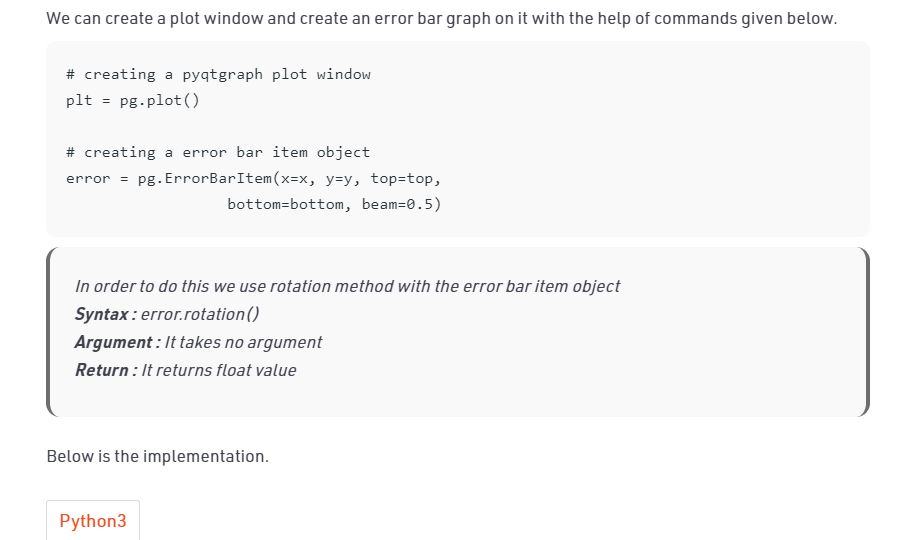 We can create a plot window and create an error bar graph on it with the help of commands given below.
# creating a pyqtgraph plot window
plt = pg.plot()
# creating a error bar item object
error = pg.ErrorBarItem(x=x, y=y, top=top,
bottom=bottom, beam=0.5)
In order to do this we use rotation method with the error bar item object
Syntax : error.rotation()
Argument : It takes no argument
Return : It returns float value
Below is the implementation.
Python3